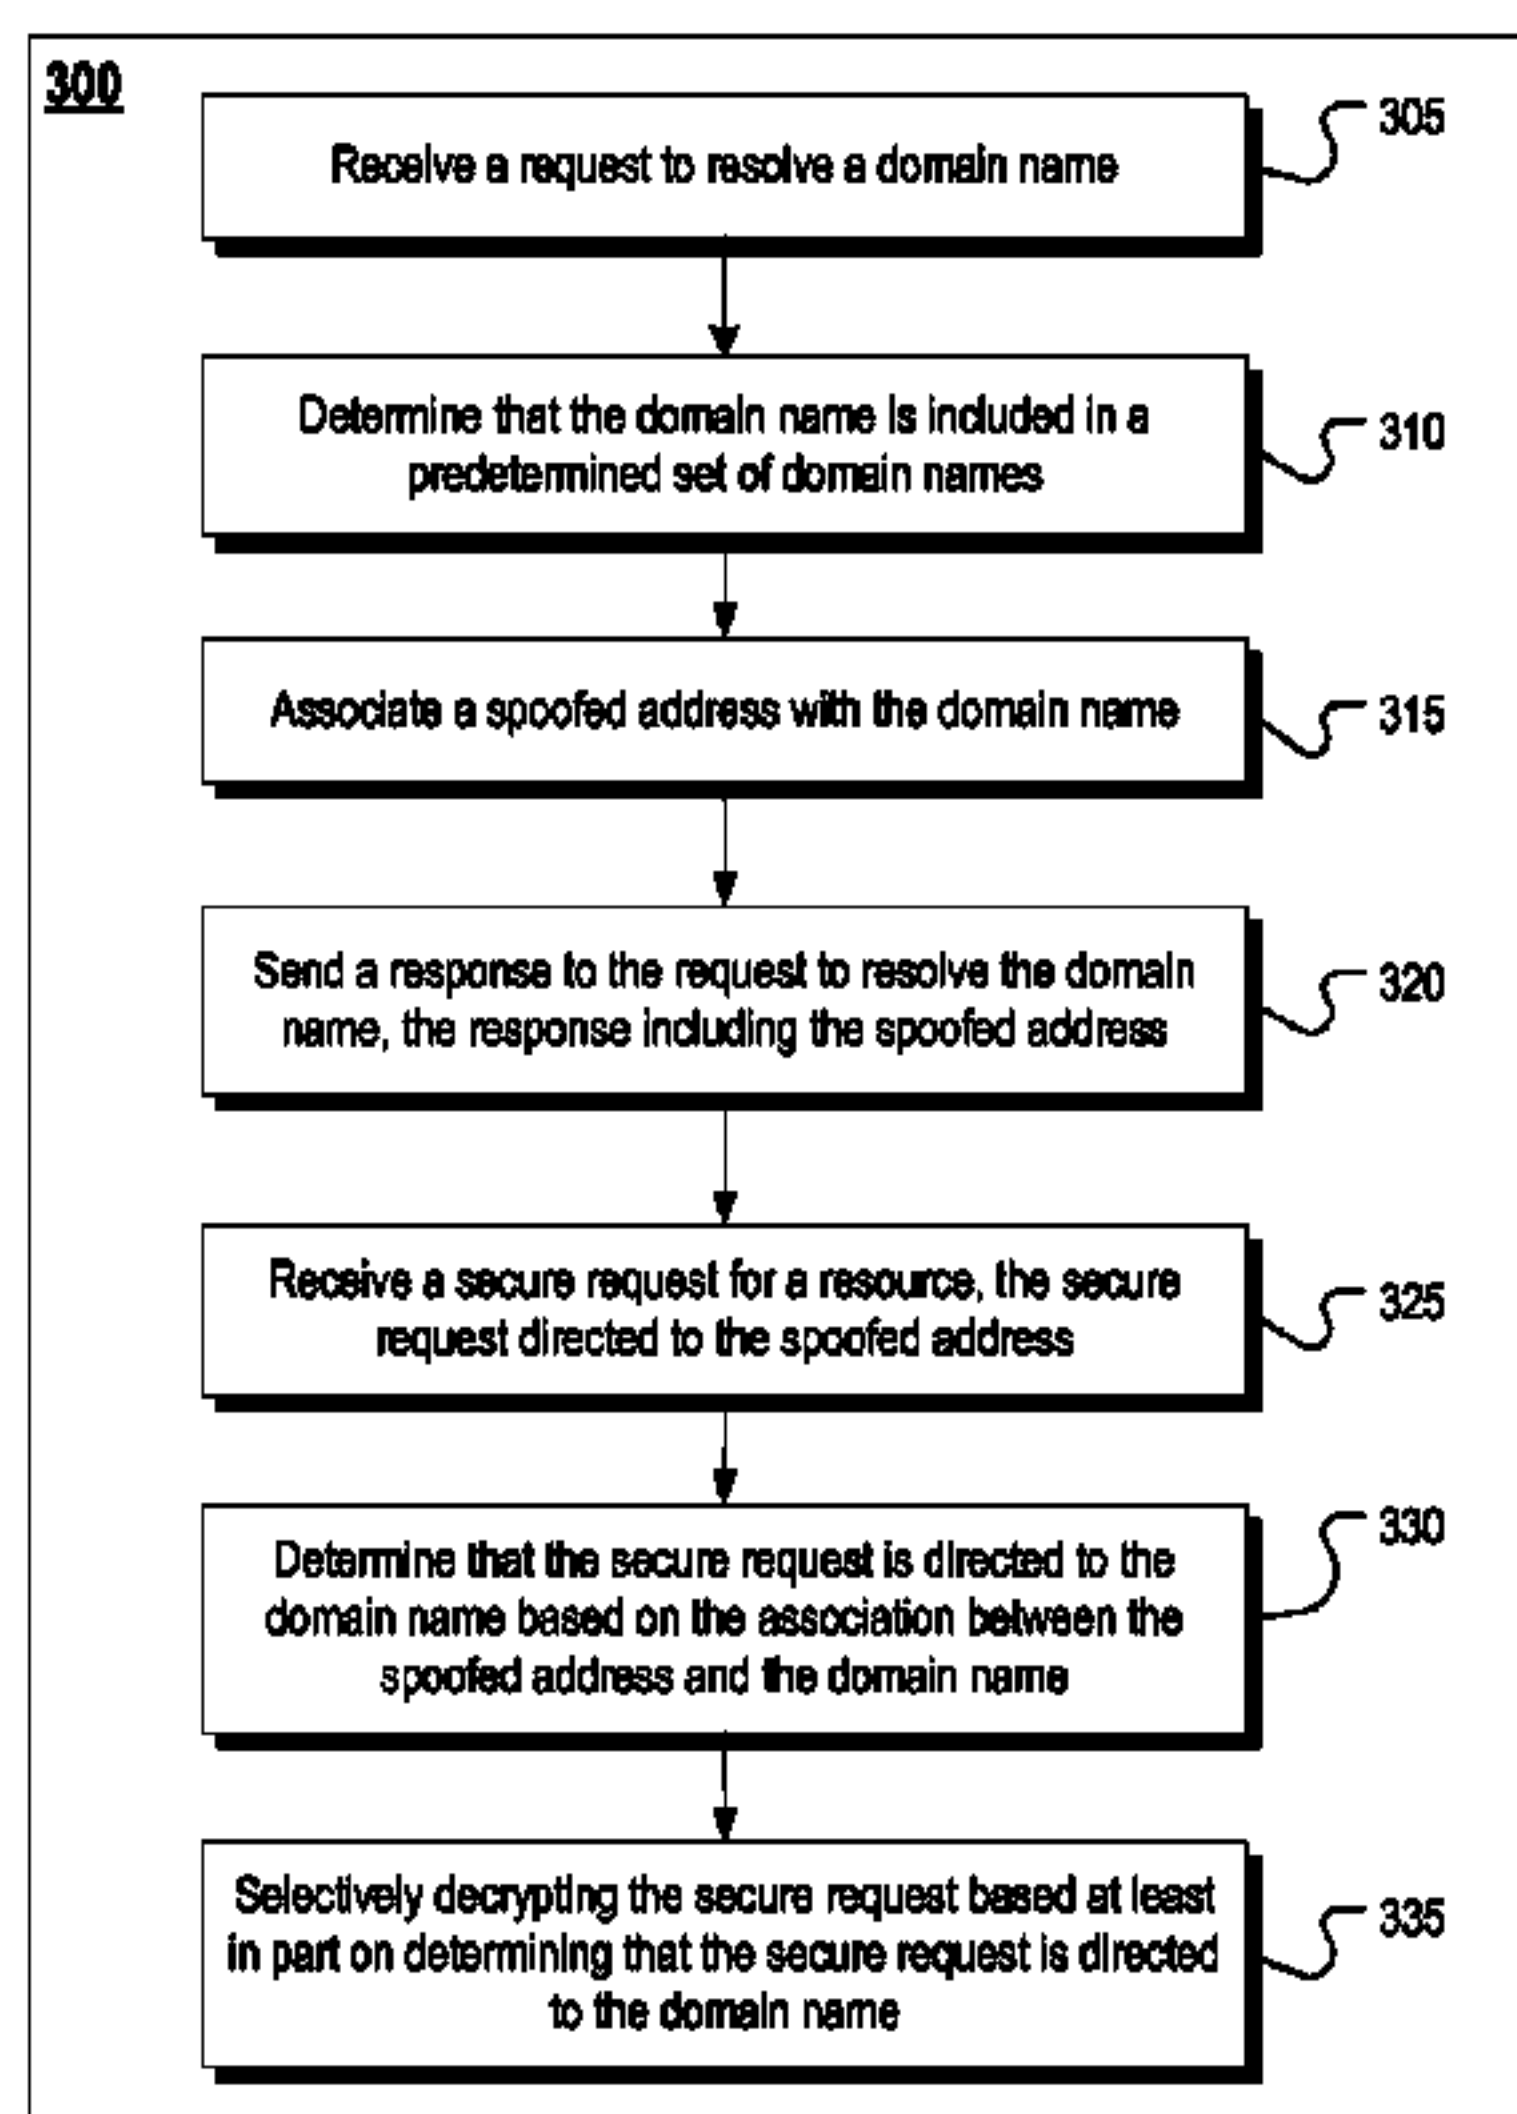 300
Receive a request to resolve a domain name
305
Determine that the domain name is included in a
predetermined set of domain names
310
Associate a spoofed address with the domain name
315
Send a response to the request to resolve the domain
name, the response including the spoofed address
320
Receive a secure request for a resource, the secure
request directed to the spoofed address
325
Determine that the secure request is directed to the
domain name based on the association between the
spoofed address and the domain name
330
Selectively decrypting the secure request based at least
in part on determining that the secure request is directed
to the domain name
335